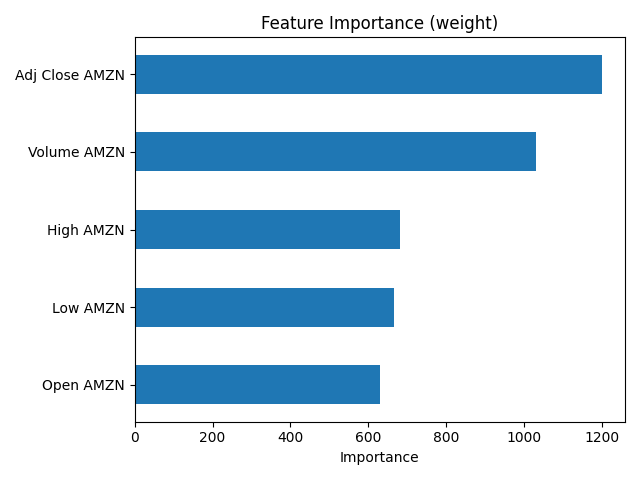 Feature Importance (weight)
Adj Close AMZN
Volume AMZN
High AMZN
Low AMZN
Open AMZN
0 200 400 600 800 1000 1200
Importance